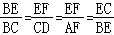 BE/BC = EF/CD = EF/AF = EC/BE